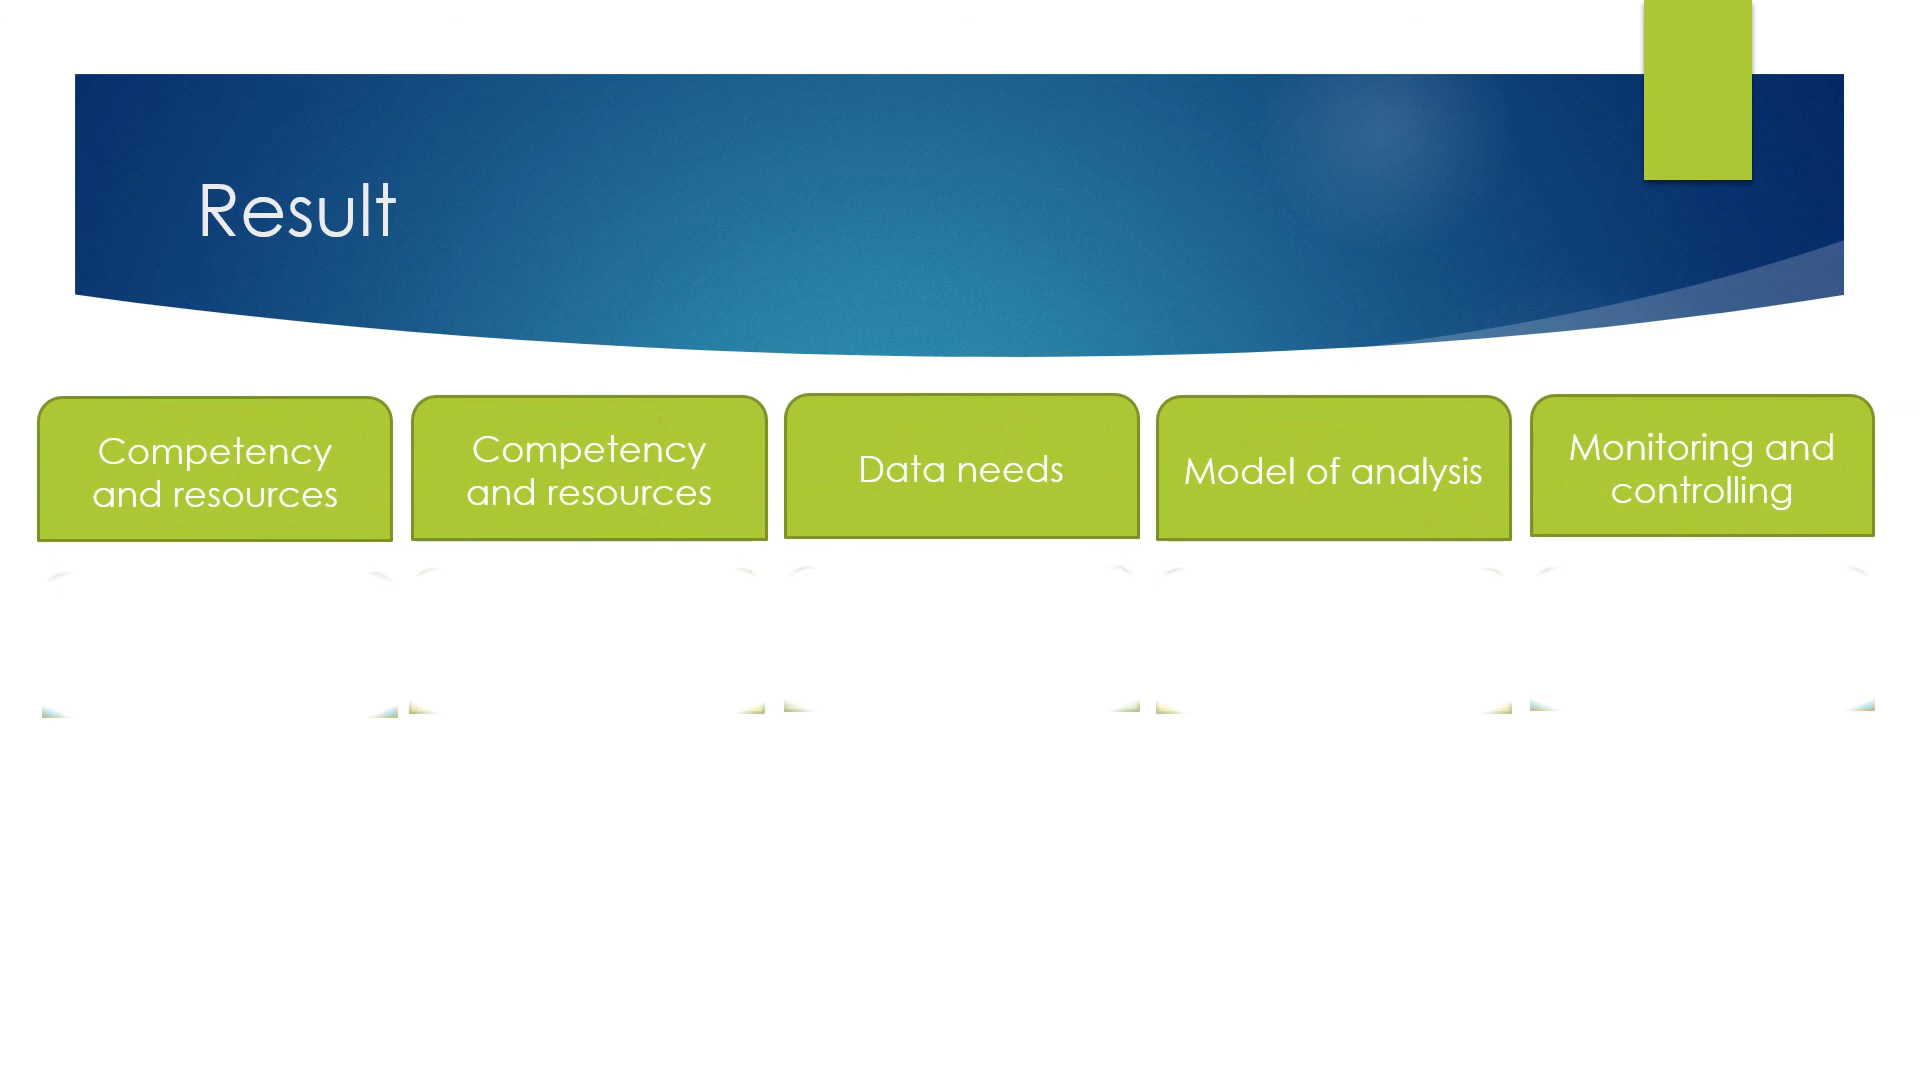 Result
Competency
and resources
Competency
and resources
Data needs
Model of analysis
Monitoring and
controlling